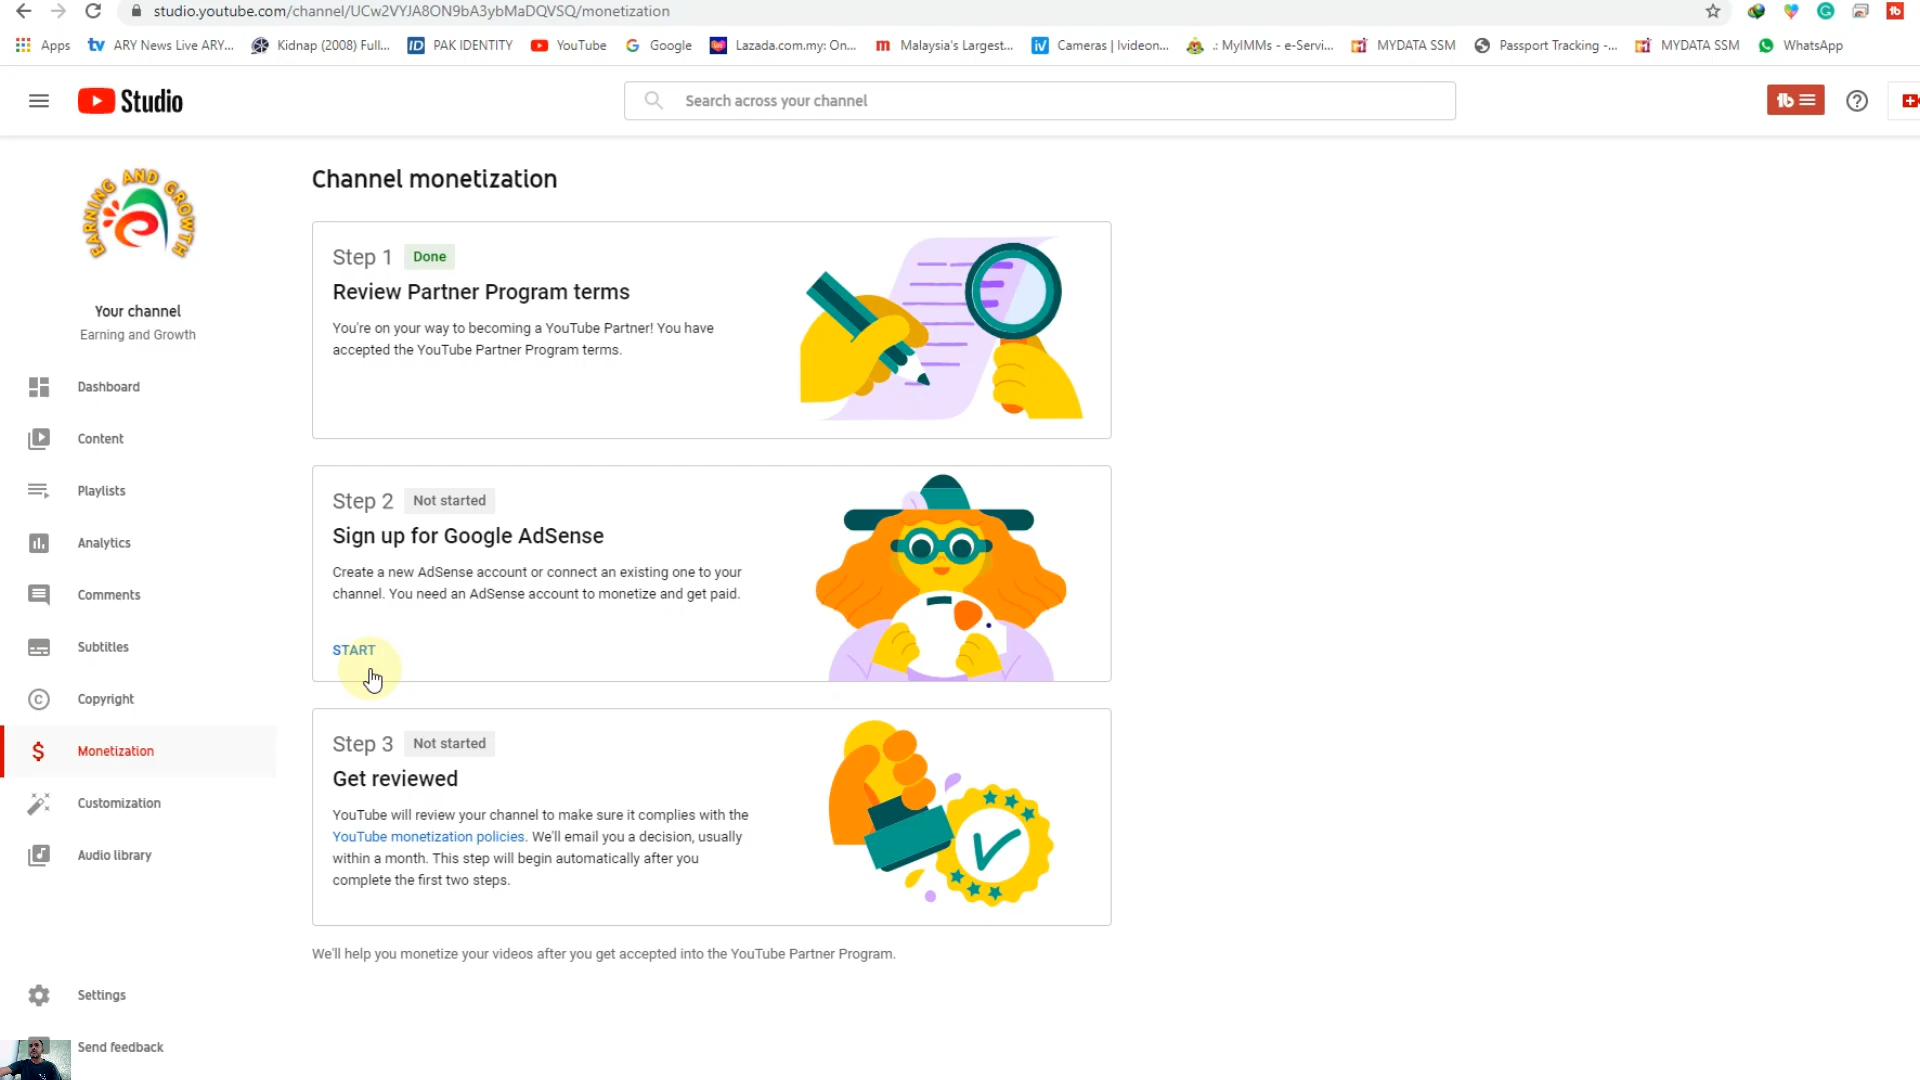 studio.youtube.com/channel/UCw2VYJA8ON9bA3ybMaDQVSQ/monetization
Apps
tv ARY News Live ARY...
Kidnap (2008) Full...
ID PAK IDENTITY
YouTube
Google
Lazada.com.my: On...
m Malaysia's Largest...
iv Cameras | Ivideon...
.: MyIMMs - e-Servi...
MYDATA SSM
Passport Tracking -...
MYDATA SSM
WhatsApp
Studio
Search across your channel
tb
EARNING AND GROWTH
Your channel
Earning and Growth
Dashboard
Content
Playlists
Analytics
Comments
Subtitles
Copyright
Monetization
Customization
Audio library
Settings
Send feedback
Channel monetization
Step 1 Done
Review Partner Program terms
You're on your way to becoming a YouTube Partner! You have
accepted the YouTube Partner Program terms.
Step 2 Not started
Sign up for Google AdSense
Create a new AdSense account or connect an existing one to your
channel. You need an AdSense account to monetize and get paid.
START
Step 3 Not started
Get reviewed
YouTube will review your channel to make sure it complies with the
YouTube monetization policies. We'll email you a decision, usually
within a month. This step will begin automatically after you
complete the first two steps.
We'll help you monetize your videos after you get accepted into the YouTube Partner Program.